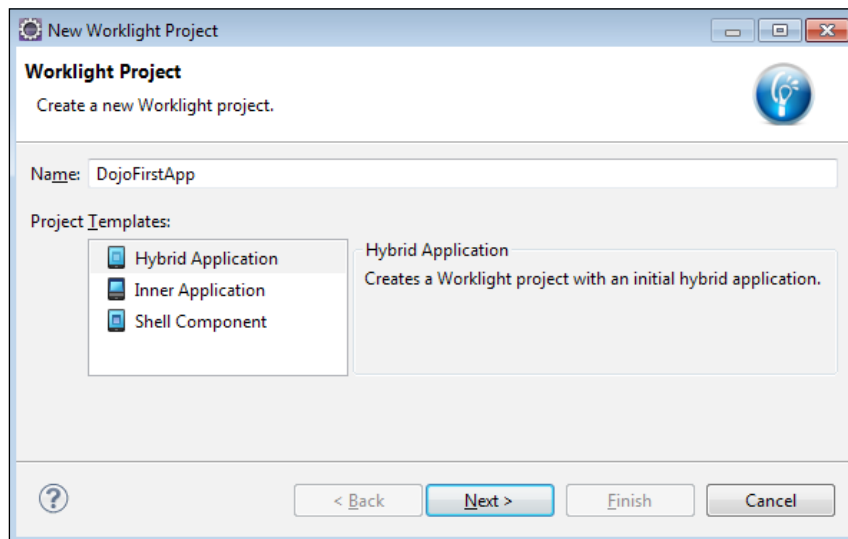 New Worklight Project
Worklight Project
Create a new Worklight project.
Name: DojoFirstApp
Project Templates:
Hybrid Application
Inner Application
Shell Component
Hybrid Application
Creates a Worklight project with an initial hybrid application.
? < Back Next > Finish Cancel